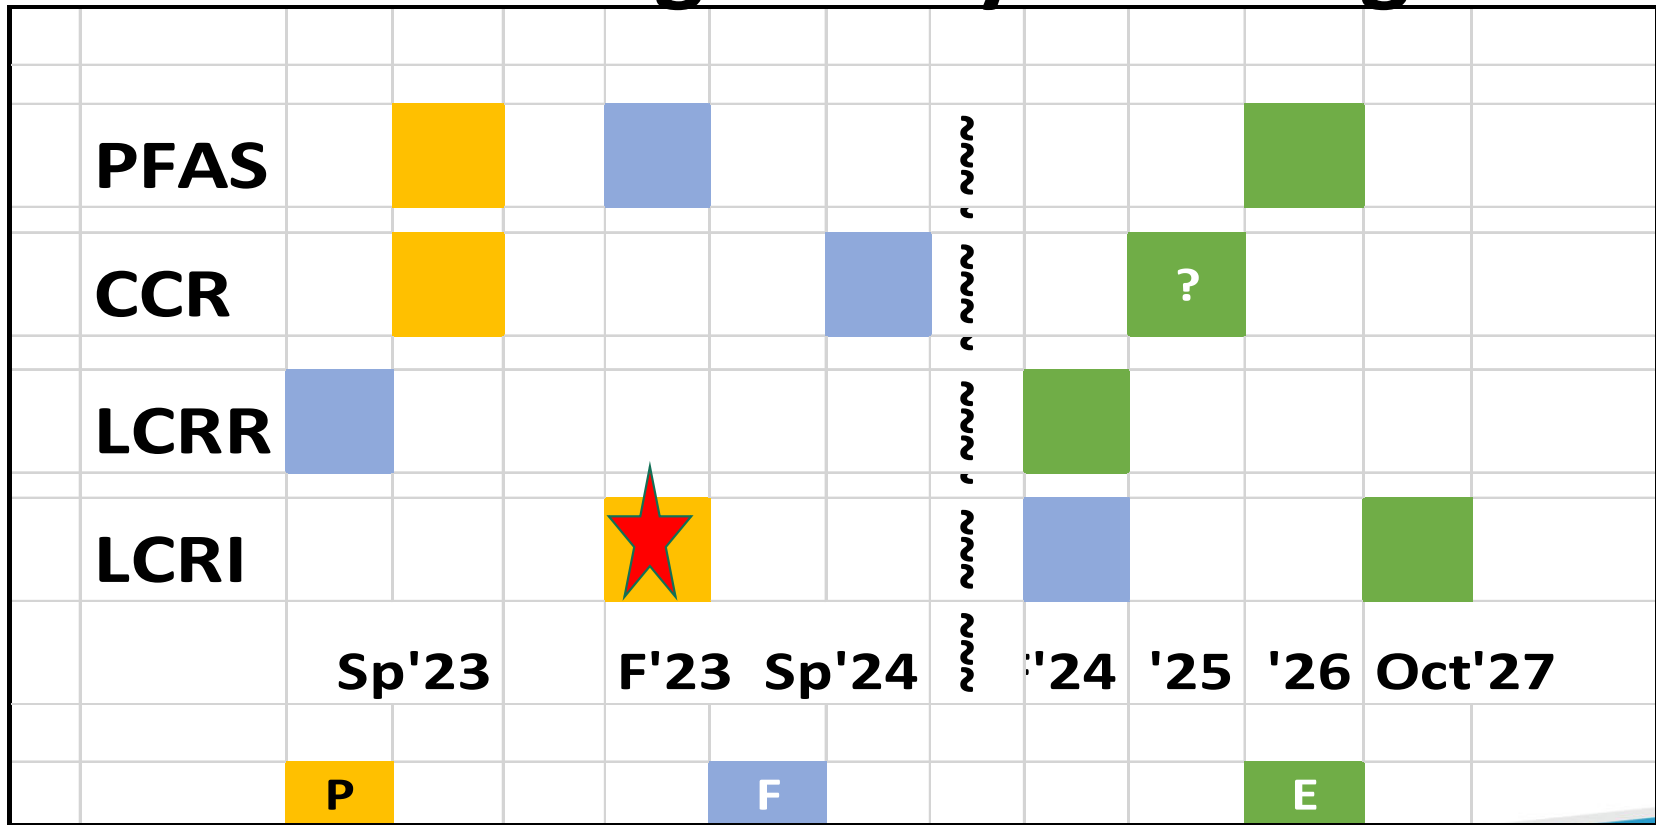 PFAS
CCR ?
LCRR
LCRI
Sp'23 F'23 Sp'24 F'24 '25 '26 Oct'27
P F E